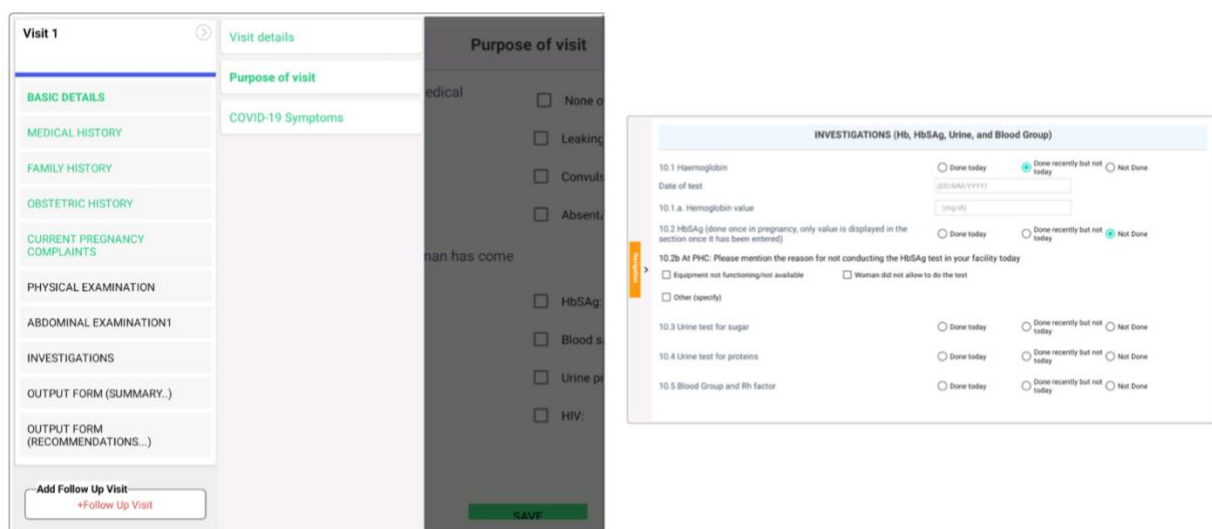 Visit 1
BASIC DETAILS
MEDICAL HISTORY
FAMILY HISTORY
OBSTETRIC HISTORY
CURRENT PREGNANCY
COMPLAINTS
PHYSICAL EXAMINATION
ABDOMINAL EXAMINATION1
INVESTIGATIONS
OUTPUT FORM (SUMMARY..)
OUTPUT FORM
(RECOMMENDATIONS...)
Add Follow Up Visit
+Follow Up Visit
Visit details
Purpose of visit
COVID-19 Symptoms
Purpose of visit
edical
None o
Leaking
Convuls
Absent/
nan has come
HbSAg:
Blood s
Urine pr
HIV:
SAVE
Navigation
INVESTIGATIONS (Hb, HbSAg, Urine, and Blood Group)
10.1 Haemoglobin
Done today
Done recently but not
today
Not Done
Date of test
(DD/MM/YYYY)
10.1.a. Hemoglobin value
(mg/dl)
10.2 HbSAg (done once in pregnancy, only value is displayed in the
section once it has been entered)
Done today
Done recently but not
today
Not Done
10.2b At PHC: Please mention the reason for not conducting the HbSAg test in your facility today
Equipment not functioning/not available
Woman did not allow to do the test
Other (specify)
10.3 Urine test for sugar
Done today
Done recently but not
today
Not Done
10.4 Urine test for proteins
Done today
Done recently but not
today
Not Done
10.5 Blood Group and Rh factor
Done today
Done recently but not
today
Not Done